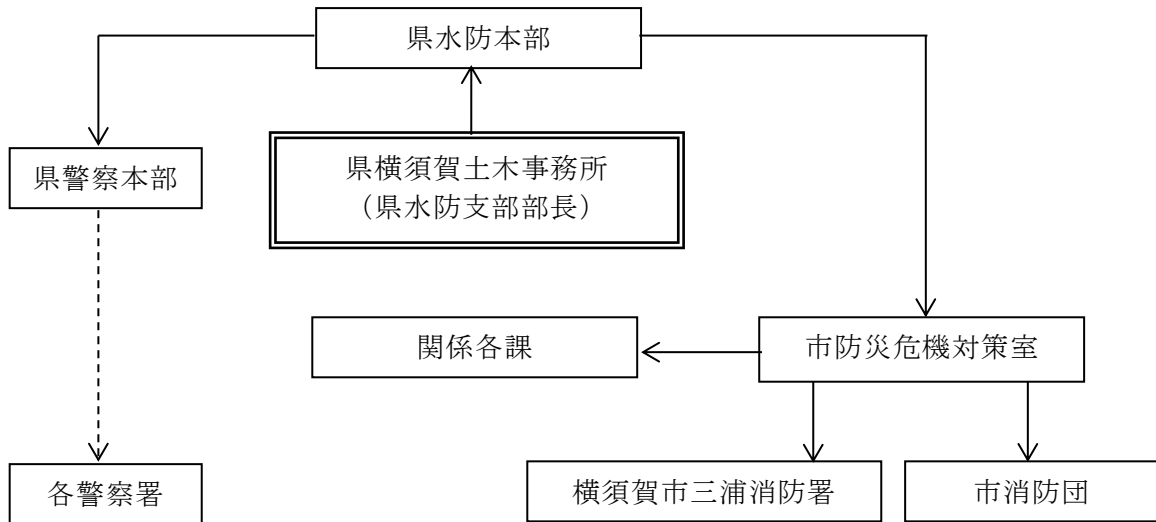 県水防本部
県警察本部
県横須賀土木事務所
（県水防支部部長）
関係各課
市防災危機対策室
各警察署
横須賀市三浦消防署
市消防団